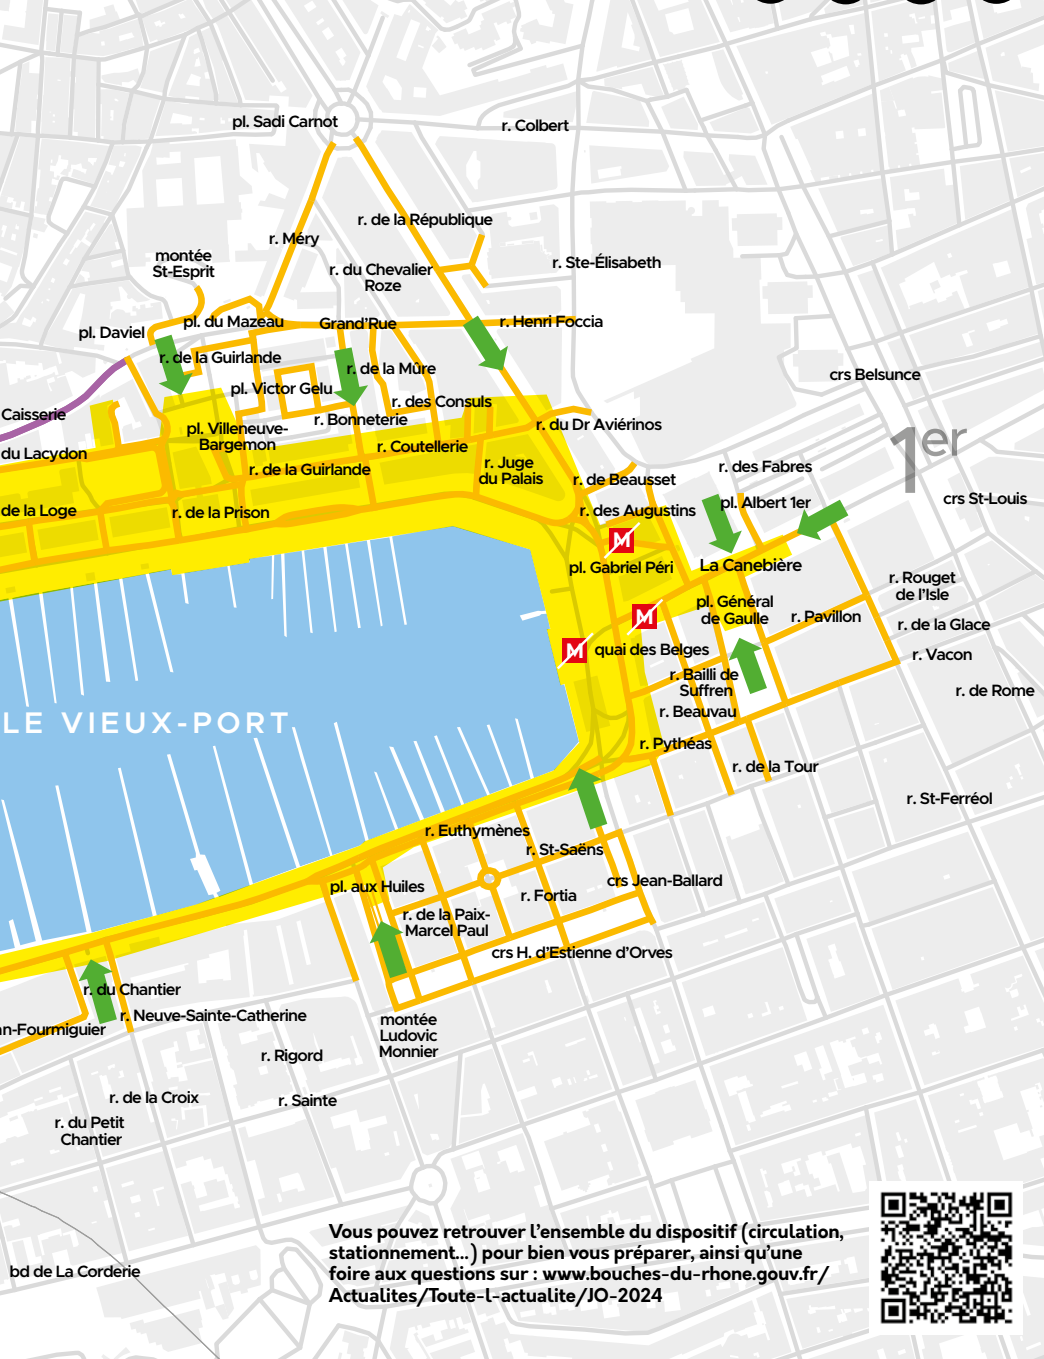 pl. Sadi Carnot
r. Colbert
r. de la République
r. Méry
montée
St-Esprit
r. du Chevalier
Roze
r. Ste-Élisabeth
pl. Daviel
pl. du Mazeau
Grand'Rue
r. Henri Foccia
r. de la Guirlande
r. de la Mûre
crs Belsunce
pl. Victor Gelu
r. des Consuls
Caisserie
r. Bonneterie
pl. Villeneuve-
Bargemon
r. du Dr Aviérinos
1er
du Lacydon
r. Coutellerie
r. de la Guirlande
r. Juge
du Palais
r. des Fabres
r. de Beausset
crs St-Louis
de la Loge
r. de la Prison
r. des Augustins
pl. Albert 1er
M
pl. Gabriel Péri
La Canebière
r. Rouget
de l'Isle
pl. Général
de Gaulle
M
r. Pavillon
r. de la Glace
M
quai des Belges
r. Vacon
r. Bailli de
Suffren
r. de Rome
r. Beauvau
LE VIEUX-PORT
r. Pythéas
r. de la Tour
r. St-Ferréol
r. Euthymènes
r. St-Saëns
pl. aux Huiles
crs Jean-Ballard
r. Fortia
r. de la Paix-
Marcel Paul
crs H. d'Estienne d'Orves
r. du Chantier
r. Neuve-Sainte-Catherine
n-Fourmiguier
montée
Ludovic
Monnier
r. Rigord
r. de la Croix
r. Sainte
r. du Petit
Chantier
bd de La Corderie
Vous pouvez retrouver l'ensemble du dispositif (circulation,
stationnement...) pour bien vous préparer, ainsi qu'une
foire aux questions sur : www.bouches-du-rhone.gouv.fr/
Actualites/Toute-l-actualite/JO-2024